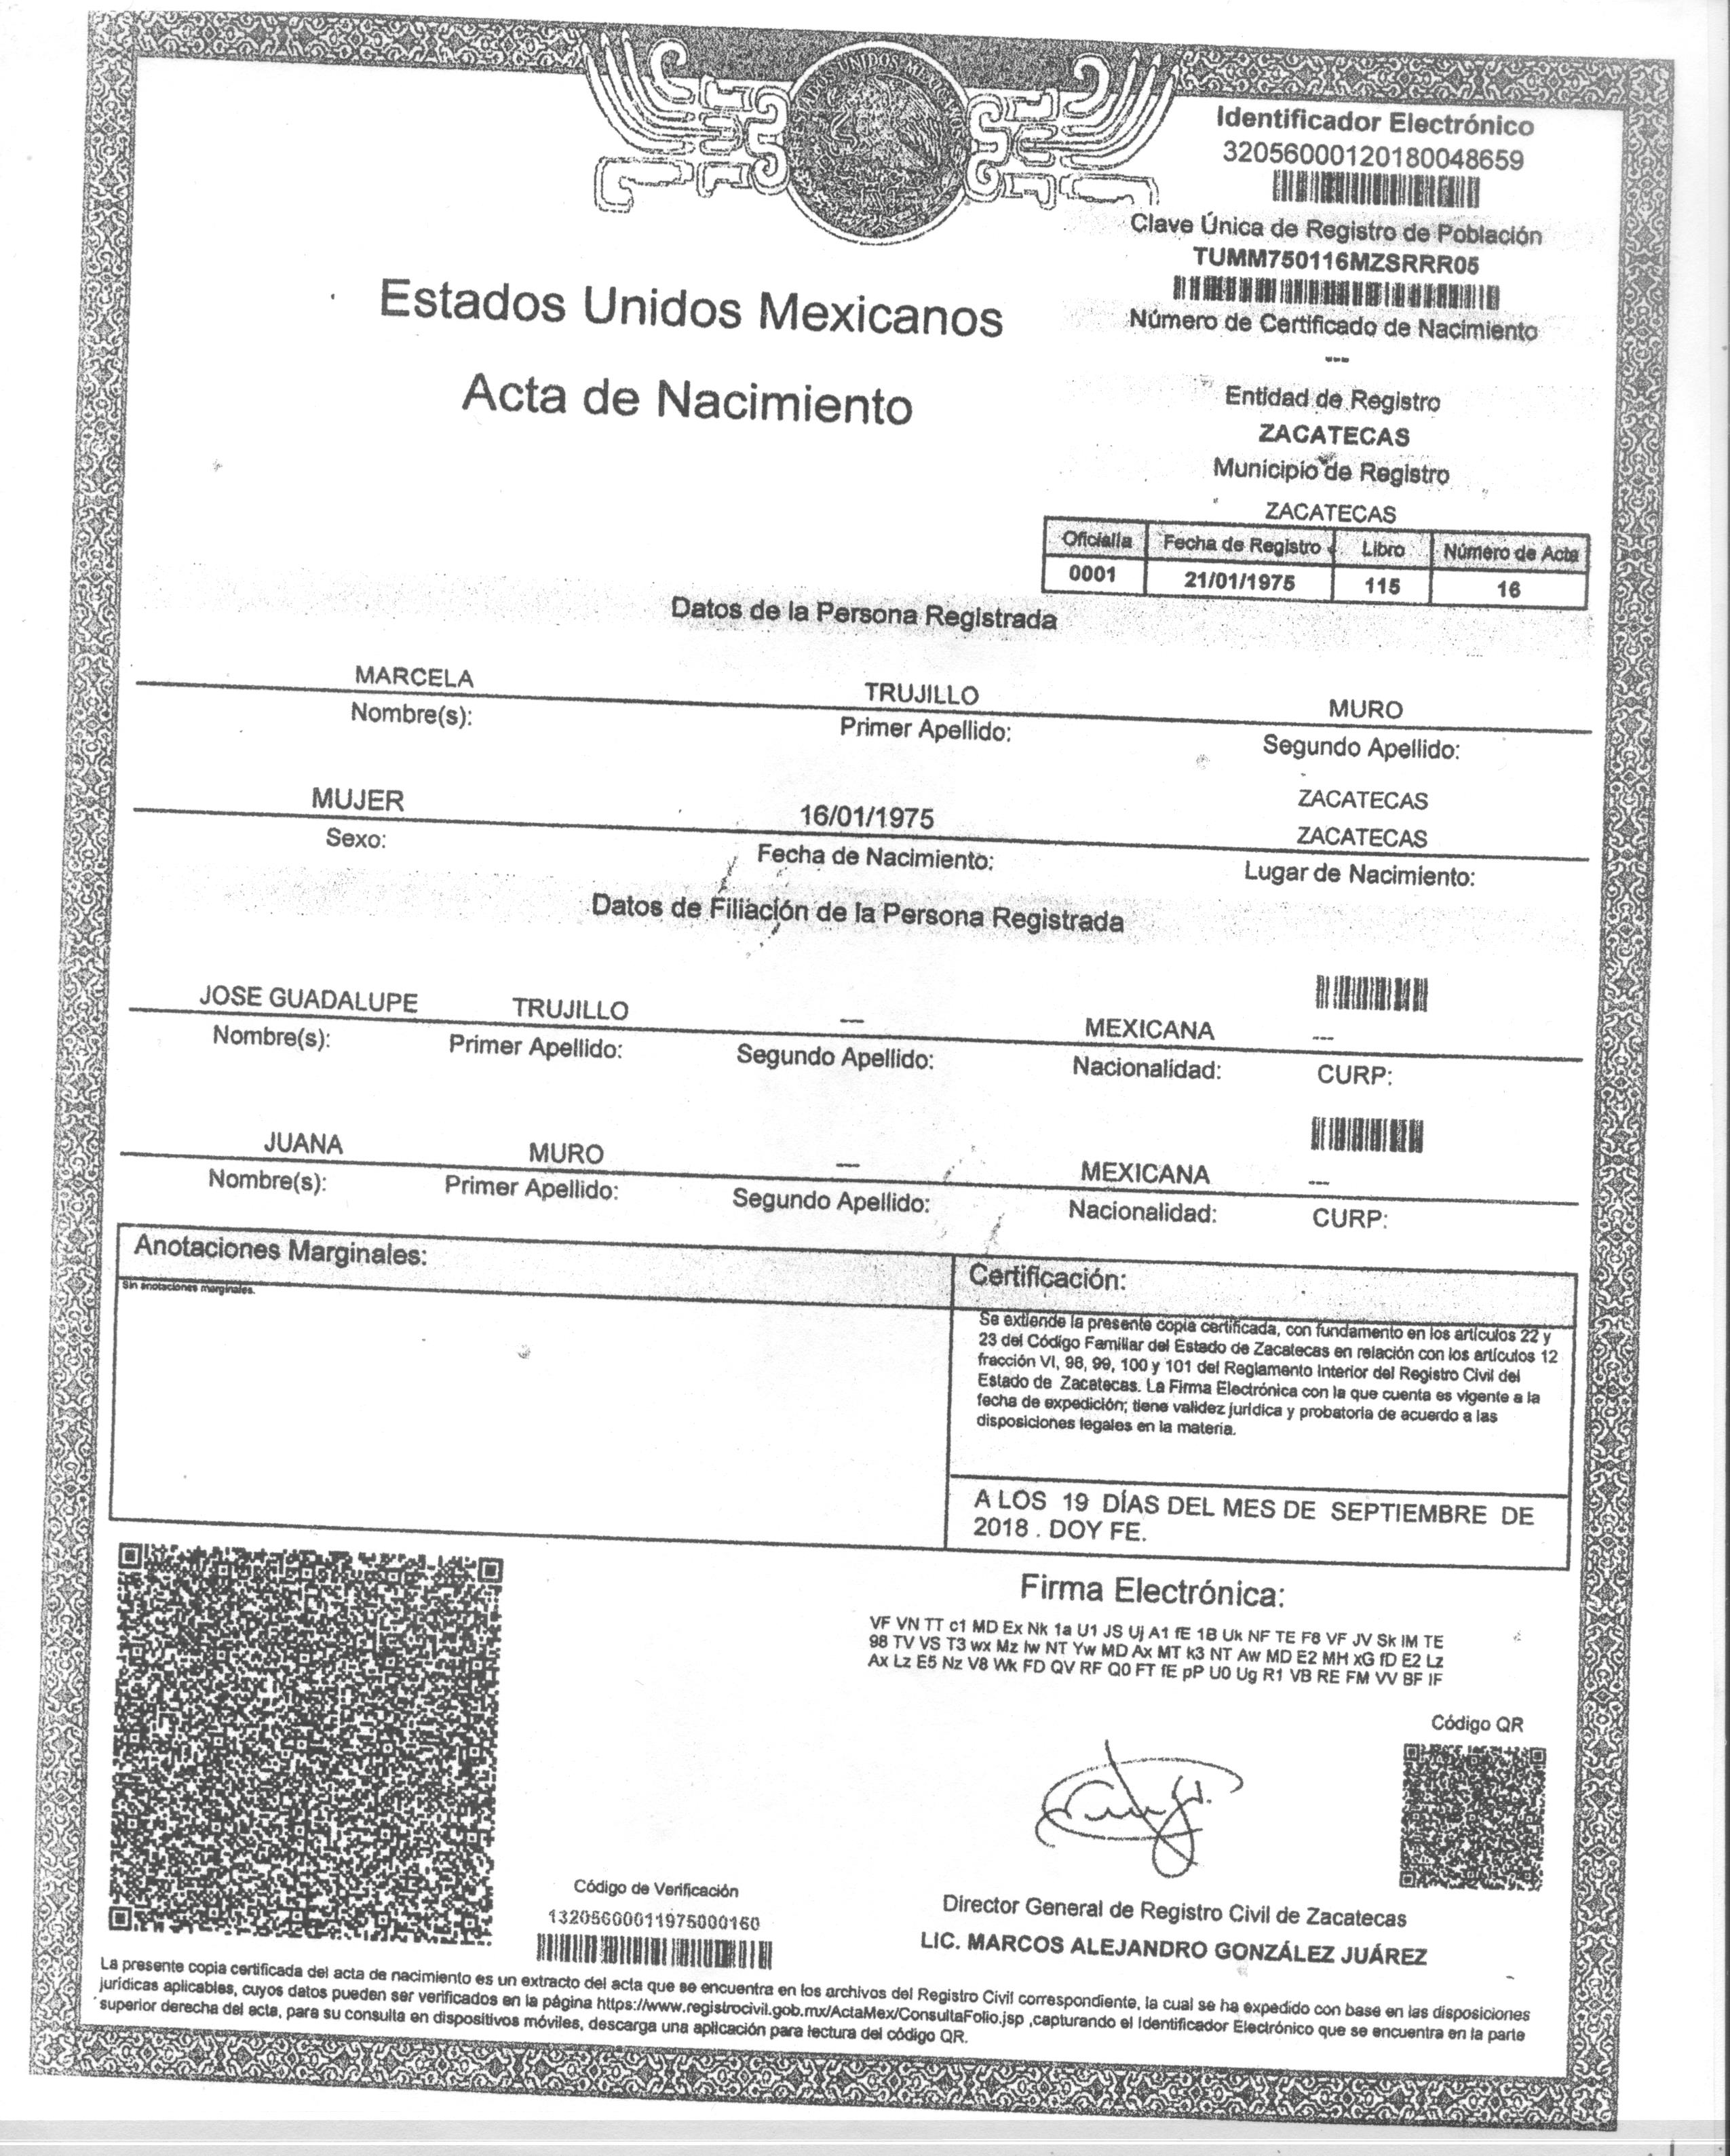 ESTADOS UNIDOS MEXICANOS
Identificador Electrónico
32056000120180048659
Clave Única de Registro de Población
TUMM750116MZSRRR05
Número de Certificado de Nacimiento
---
Estados Unidos Mexicanos
Acta de Nacimiento
Entidad de Registro
ZACATECAS
Municipio de Registro
ZACATECAS
Oficialía Fecha de Registro Libro Número de Acta
0001 21/01/1975 115 16
Datos de la Persona Registrada
MARCELA TRUJILLO MURO
Nombre(s): Primer Apellido: Segundo Apellido:
ZACATECAS
MUJER 16/01/1975 ZACATECAS
Sexo: Fecha de Nacimiento: Lugar de Nacimiento:
Datos de Filiación de la Persona Registrada
JOSE GUADALUPE TRUJILLO --- MEXICANA ---
Nombre(s): Primer Apellido: Segundo Apellido: Nacionalidad: CURP:
JUANA MURO --- MEXICANA ---
Nombre(s): Primer Apellido: Segundo Apellido: Nacionalidad: CURP:
Anotaciones Marginales:
Sin anotaciones marginales.
Certificación:
Se extiende la presente copia certificada, con fundamento en los artículos 22 y
23 del Código Familiar del Estado de Zacatecas en relación con los artículos 12
fracción VI, 98, 99, 100 y 101 del Reglamento Interior del Registro Civil del
Estado de Zacatecas. La Firma Electrónica con la que cuenta es vigente a la
fecha de expedición; tiene validez jurídica y probatoria de acuerdo a las
disposiciones legales en la materia.
A LOS 19 DÍAS DEL MES DE SEPTIEMBRE DE
2018 . DOY FE.
Firma Electrónica:
VF VN TT c1 MD Ex Nk 1a U1 JS Uj A1 fE 1B Uk NF TE F8 VF JV Sk lM TE
98 TV VS T3 wx Mz Iw NT Yw MD Ax MT k3 NT Aw MD E2 MH xG fD E2 Lz
Ax Lz E5 Nz V8 Wk FD QV RF Q0 FT fE pP U0 Ug R1 VB RE FM VV BF IF
Código QR
Código de Verificación
13205600011975000160
Director General de Registro Civil de Zacatecas
LIC. MARCOS ALEJANDRO GONZÁLEZ JUÁREZ
La presente copia certificada del acta de nacimiento es un extracto del acta que se encuentra en los archivos del Registro Civil correspondiente, la cual se ha expedido con base en las disposiciones
jurídicas aplicables, cuyos datos pueden ser verificados en la página https://www.registrocivil.gob.mx/ActaMex/ConsultaFolio.jsp ,capturando el Identificador Electrónico que se encuentra en la parte
superior derecha del acta, para su consulta en dispositivos móviles, descarga una aplicación para lectura del código QR.